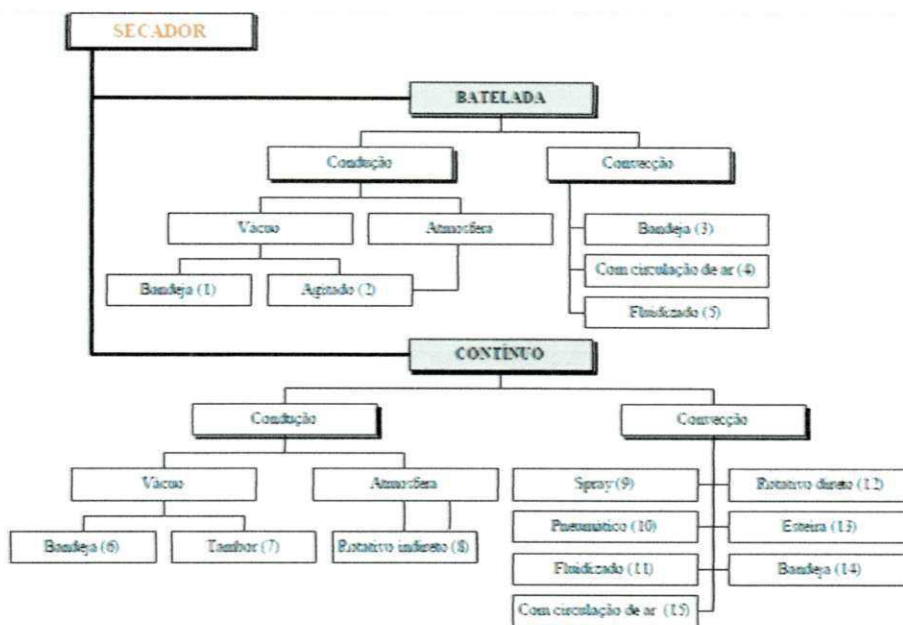 SECADOR
BATELADA
Condução
Convecção
Vácuo
Atmosfera
Bandeja (1)
Agitado (2)
Bandeja (3)
Com circulação de ar (4)
Fluidizado (5)
CONTÍNUO
Condução
Convecção
Vácuo
Atmosfera
Bandeja (6)
Tambor (7)
Rotativo indireto (8)
Spray (9)
Rotativo direto (12)
Pneumático (10)
Esteira (13)
Fluidizado (11)
Bandeja (14)
Com circulação de ar (15)